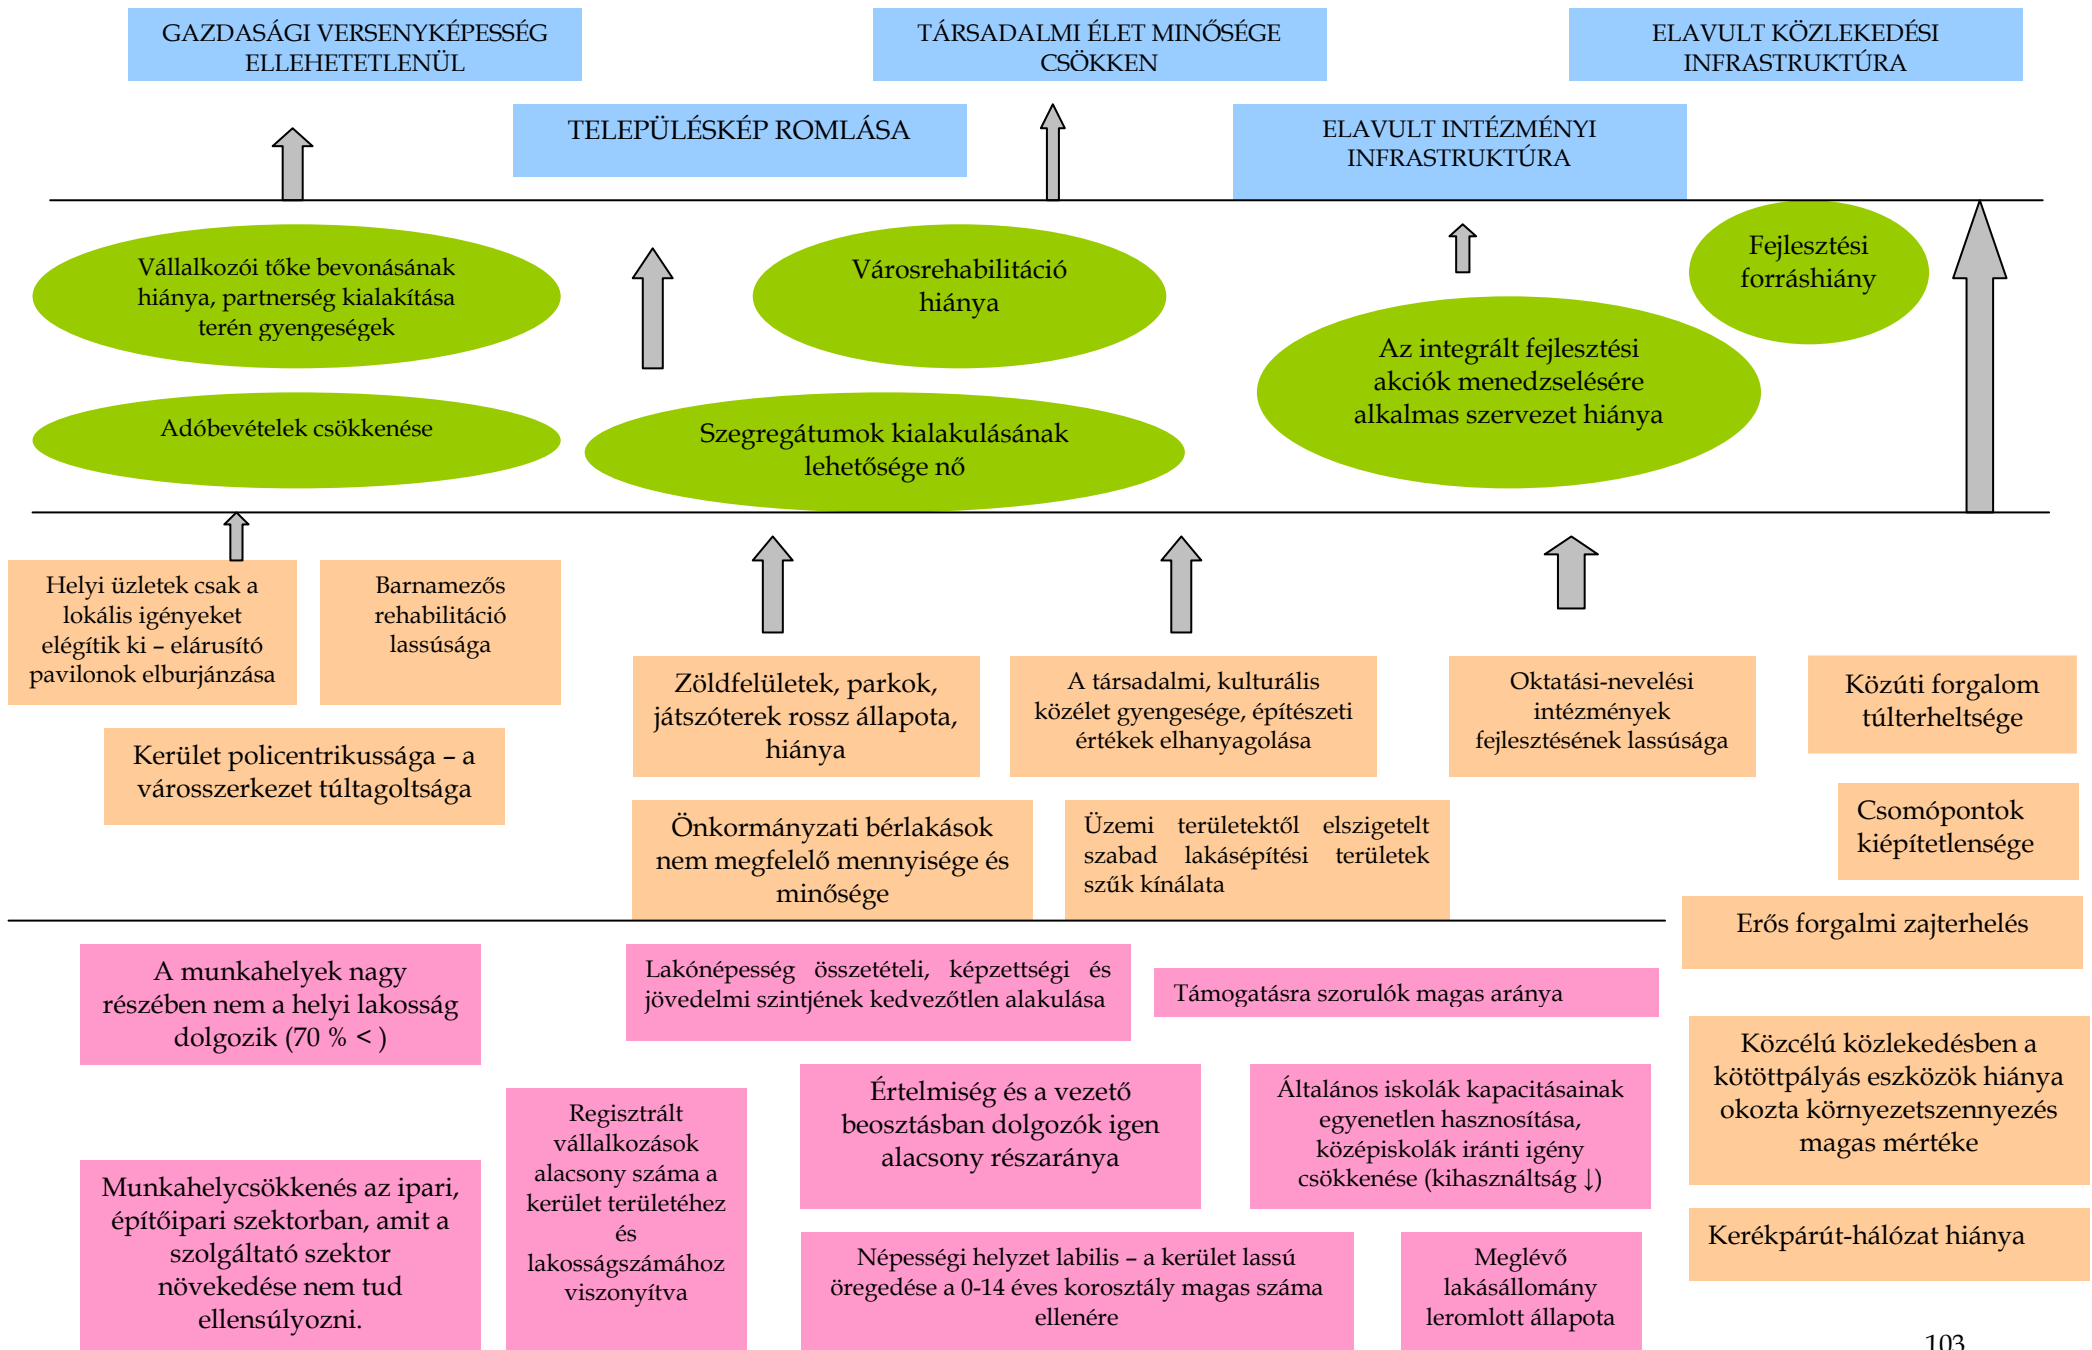 GAZDASÁGI VERSENYKÉPESSÉG
ELLEHETETLENÜL
TÁRSADALMI ÉLET MINŐSÉGE
CSÖKKEN
ELAVULT KÖZLEKEDÉSI
INFRASTRUKTÚRA
TELEPÜLÉSKÉP ROMLÁSA
ELAVULT INTÉZMÉNYI
INFRASTRUKTÚRA
Vállalkozói tőke bevonásának
hiánya, partnerség kialakítása
terén gyengeségek
Városrehabilitáció
hiánya
Fejlesztési
forráshiány
Az integrált fejlesztési
akciók menedzselésére
alkalmas szervezet hiánya
Adóbevételek csökkenése
Szegregátumok kialakulásának
lehetősége nő
Helyi üzletek csak a
lokális igényeket
elégítik ki – elárusító
pavilonok elburjánzása
Barnamezős
rehabilitáció
lassúsága
Kerület policentrikussága – a
városszerkezet túltagoltsága
Zöldfelületek, parkok,
játszóterek rossz állapota,
hiánya
A társadalmi, kulturális
közélet gyengesége, építészeti
értékek elhanyagolása
Oktatási-nevelési
intézmények
fejlesztésének lassúsága
Közúti forgalom
túlterheltsége
Önkormányzati bérlakások
nem megfelelő mennyisége és
minősége
Üzemi területektől elszigetelt
szabad lakásépítési területek
szűk kínálata
Csomópontok
kiépítetlensége
Erős forgalmi zajterhelés
Közcélú közlekedésben a
kötöttpályás eszközök hiánya
okozta környezetszennyezés
magas mértéke
Kerékpárút-hálózat hiánya
A munkahelyek nagy
részében nem a helyi lakosság
dolgozik (70 % < )
Lakónépesség összetételi, képzettségi és
jövedelmi szintjének kedvezőtlen alakulása
Támogatásra szorulók magas aránya
Munkahelycsökkenés az ipari,
építőipari szektorban, amit a
szolgáltató szektor
növekedése nem tud
ellensúlyozni.
Regisztrált
vállalkozások
alacsony száma a
kerület területéhez
és
lakosságszámához
viszonyítva
Értelmiség és a vezető
beosztásban dolgozók igen
alacsony részaránya
Általános iskolák kapacitásainak
egyenetlen hasznosítása,
középiskolák iránti igény
csökkenése (kihasználtság ↓)
Népességi helyzet labilis – a kerület lassú
öregedése a 0-14 éves korosztály magas száma
ellenére
Meglévő
lakásállomány
leromlott állapota
103